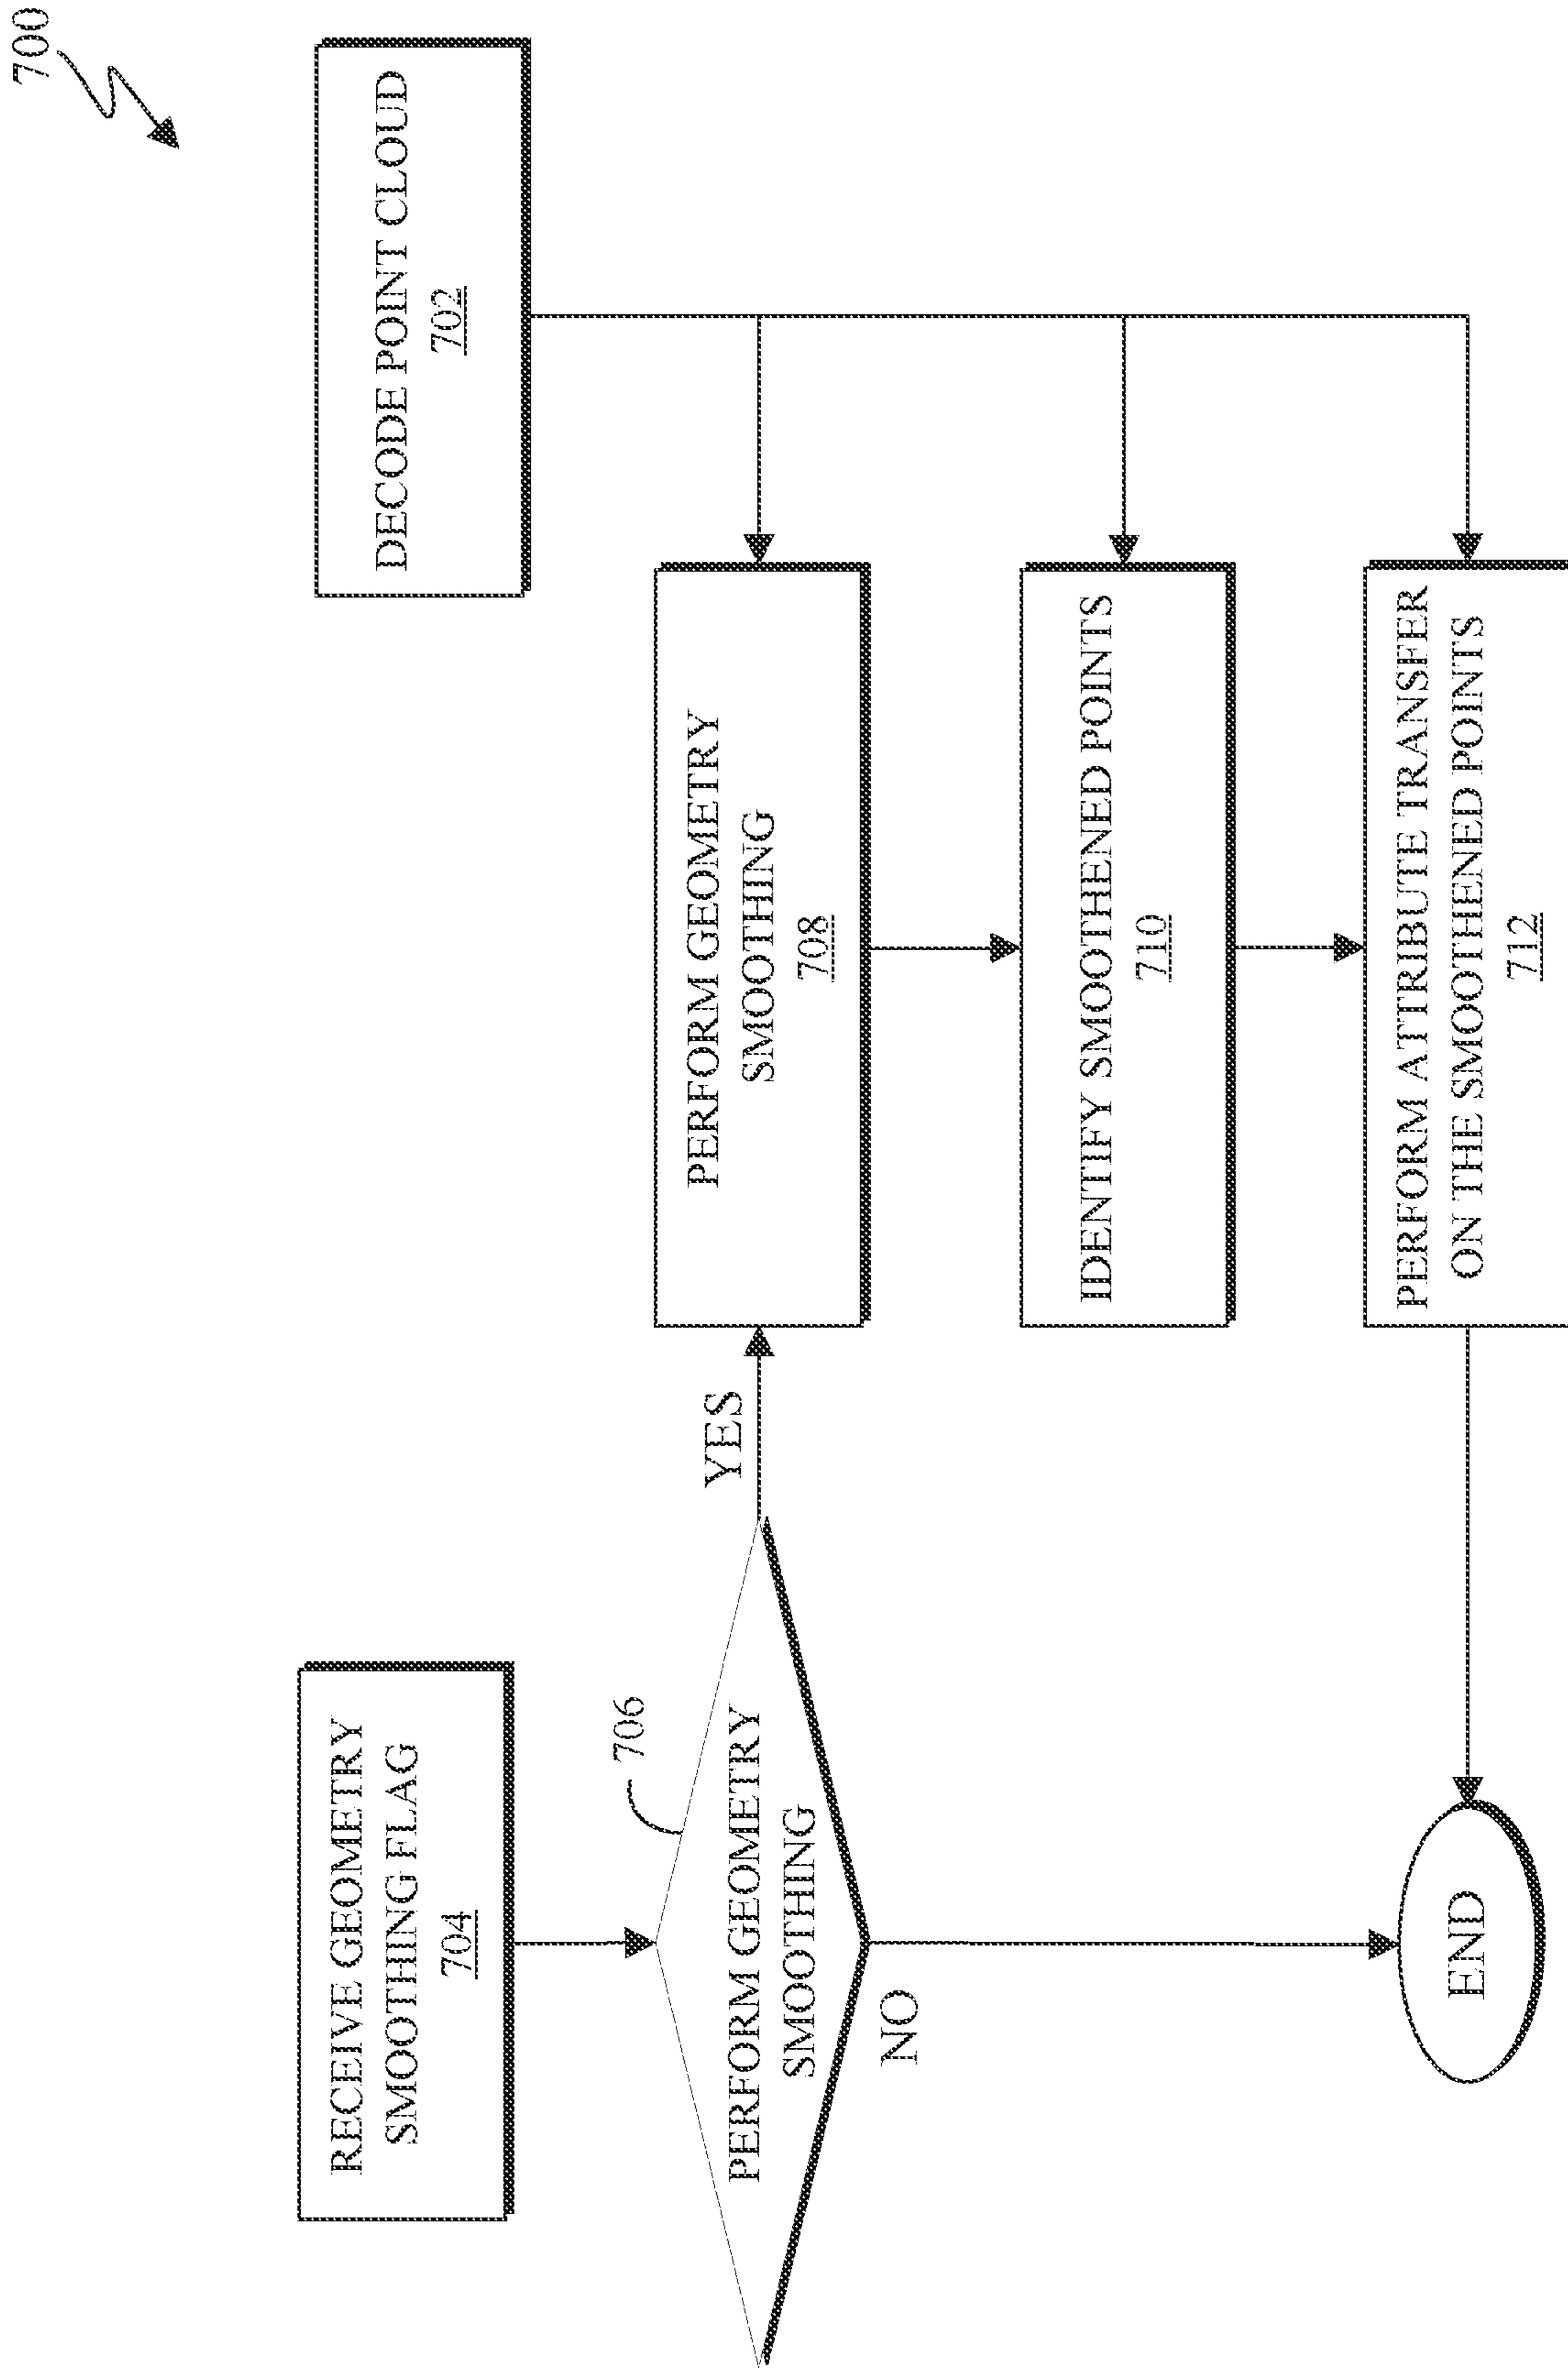 700
RECEIVE GEOMETRY
SMOOTHING FLAG
704
706
PERFORM GEOMETRY
SMOOTHING
YES
NO
END
DECODE POINT CLOUD
702
PERFORM GEOMETRY
SMOOTHING
708
IDENTIFY SMOOTHENED POINTS
710
PERFORM ATTRIBUTE TRANSFER
ON THE SMOOTHENED POINTS
712